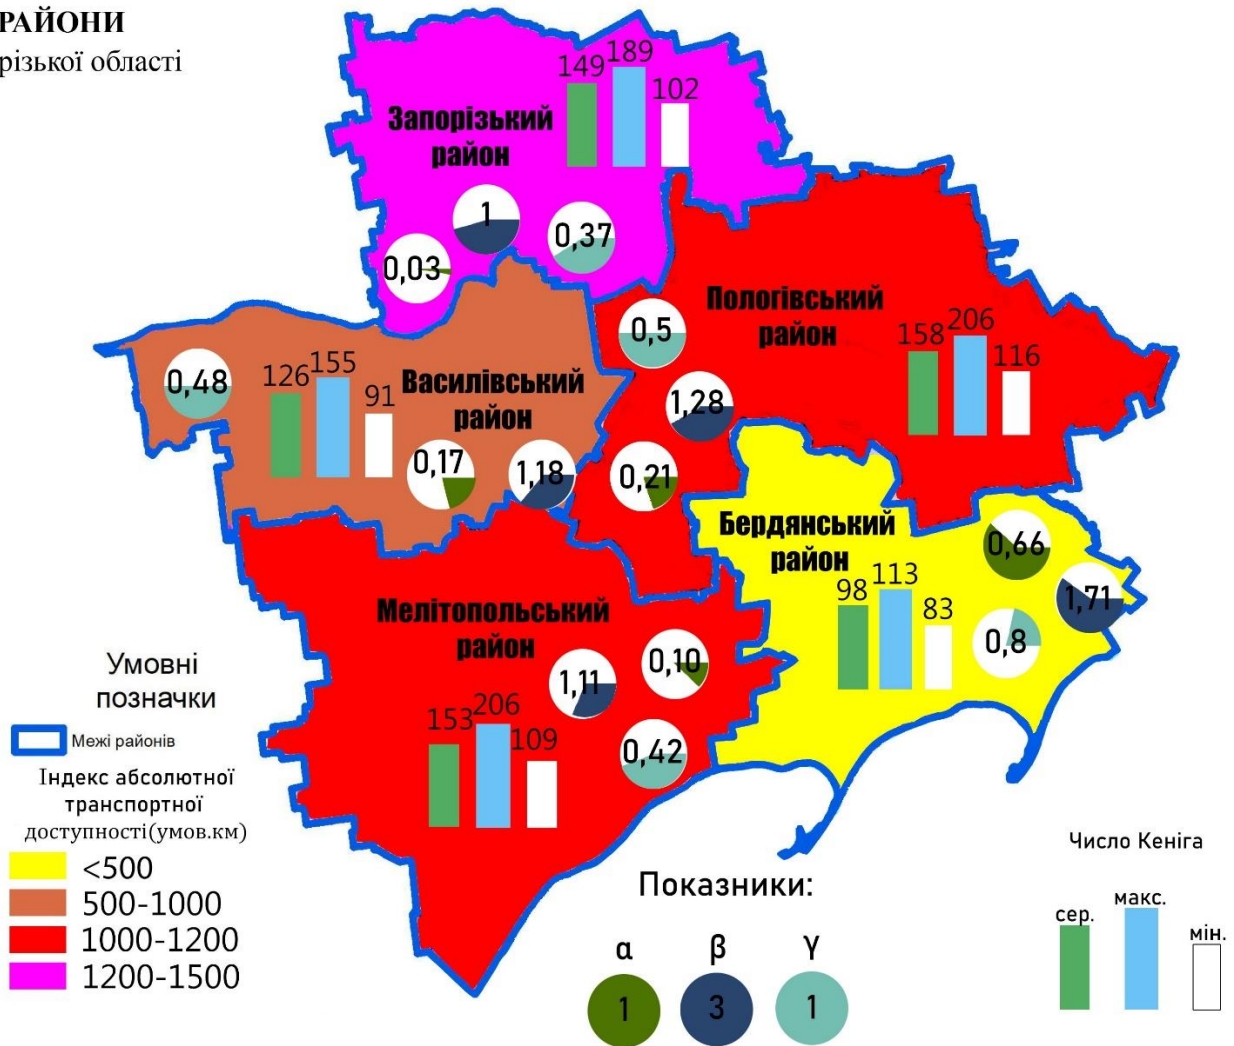 РАЙОНИ
різької області
149
189
102
Запорізький
район
1
0,37
0,03
Пологівський
район
0,5
158
206
116
0,48
126
155
91
Василівський
район
1,28
0,17
1,18
0,21
Бердянський
район
0,66
98
113
83
1,71
0,8
Мелітопольський
район
0,10
1,11
153
206
109
0,42
Умовні
позначки
Межі районів
Індекс абсолютної
транспортної
доступності(умов.км)
<500
500-1000
1000-1200
1200-1500
Показники:
α β γ
1 3 1
Число Кеніга
сер.
макс.
мін.